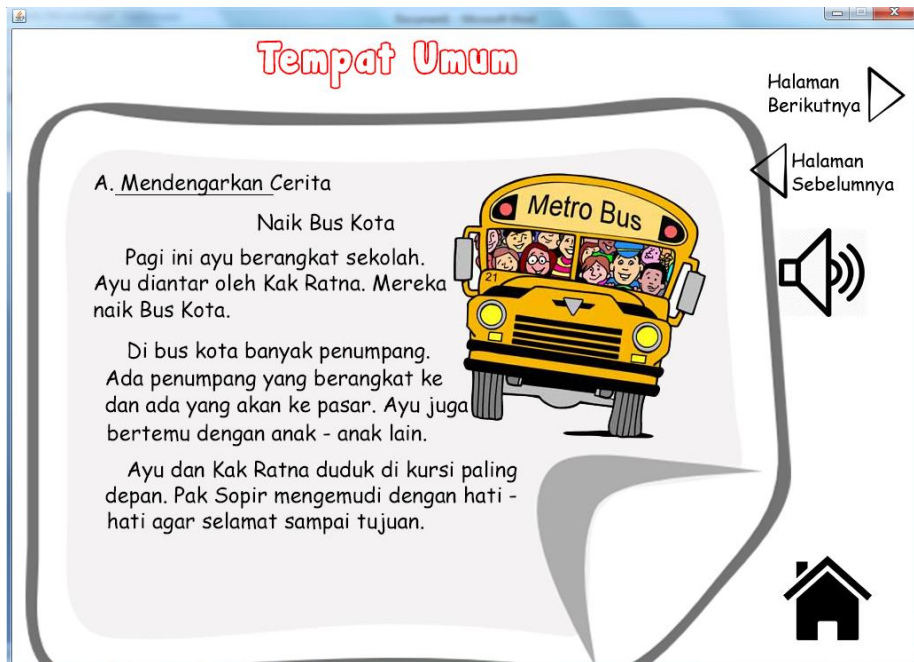 Tempat Umum
Halaman
Berikutnya
Halaman
Sebelumnya
A. Mendengarkan Cerita
Naik Bus Kota
Pagi ini ayu berangkat sekolah.
Ayu diantar oleh Kak Ratna. Mereka
naik Bus Kota.
Di bus kota banyak penumpang.
Ada penumpang yang berangkat ke
dan ada yang akan ke pasar. Ayu juga
bertemu dengan anak - anak lain.
Ayu dan Kak Ratna duduk di kursi paling
depan. Pak Sopir mengemudi dengan hati -
hati agar selamat sampai tujuan.
Metro Bus
21